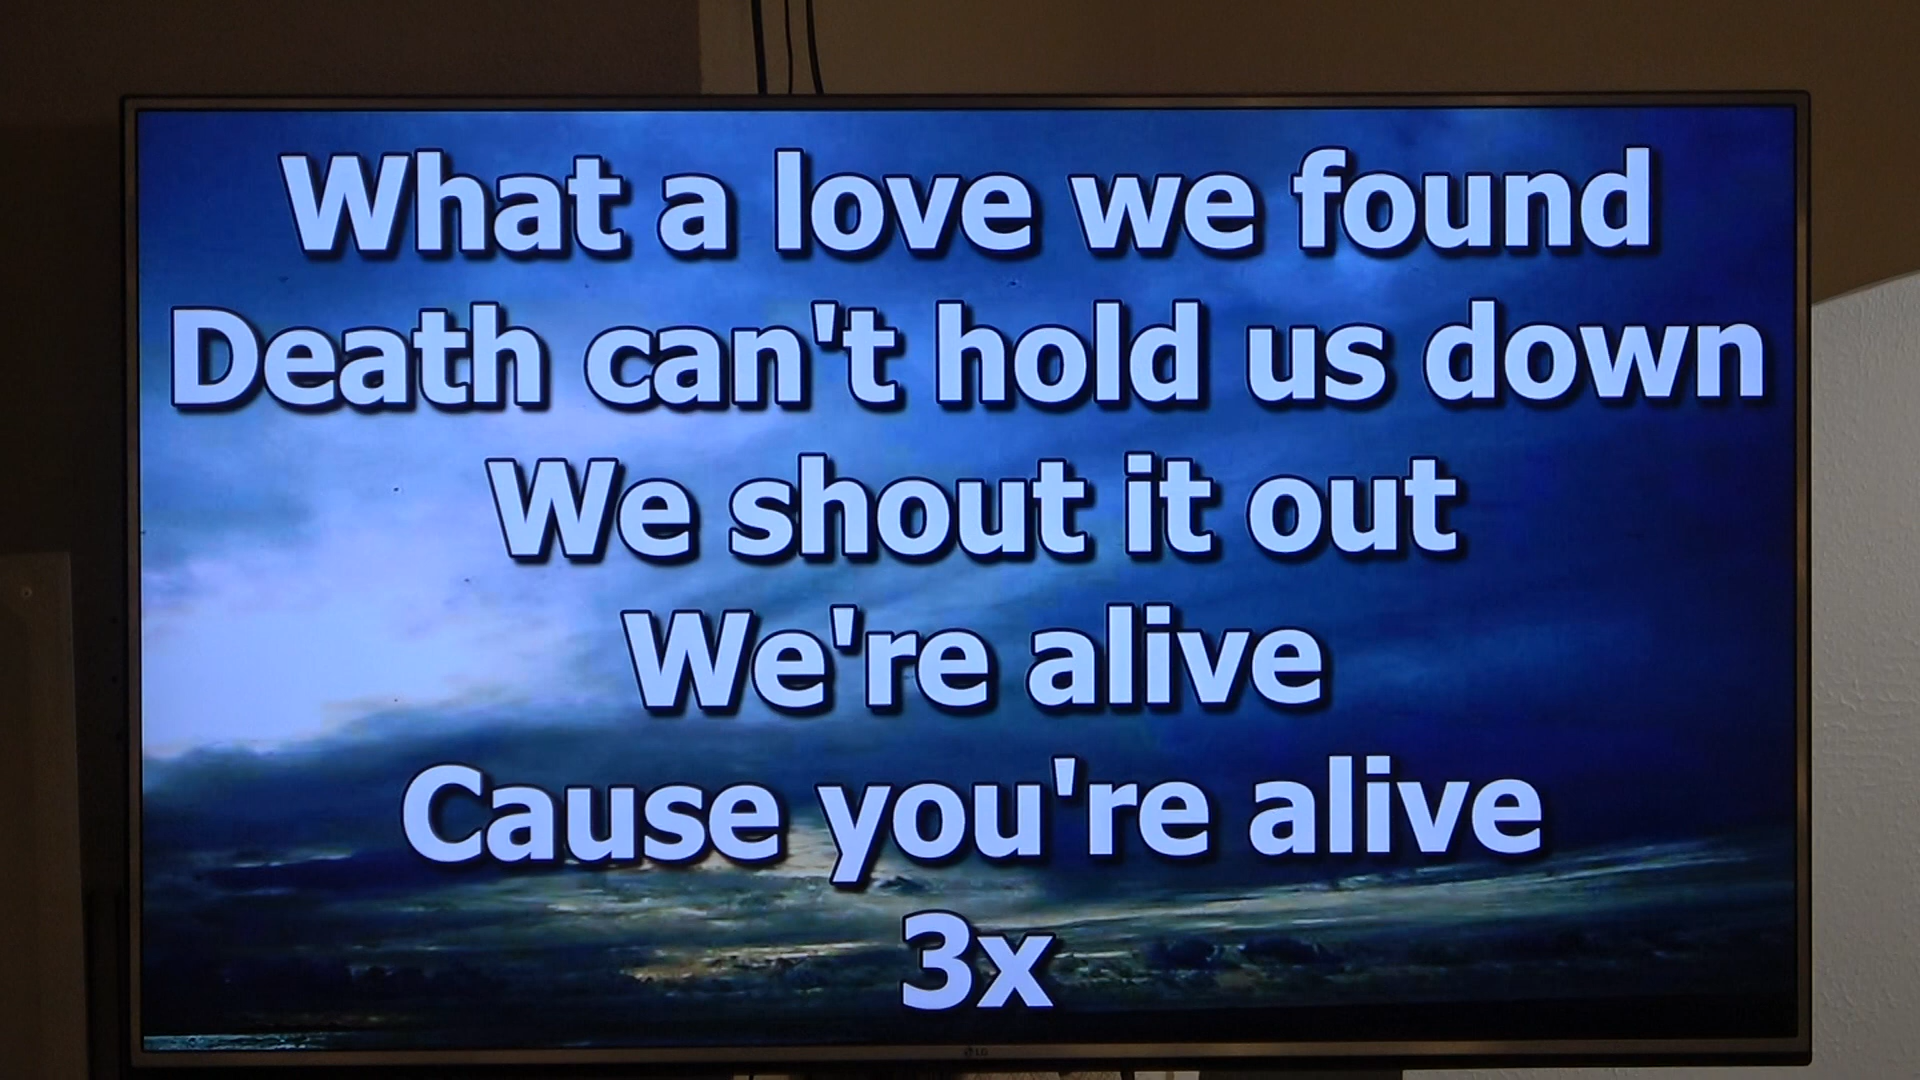 What a love we found
Death can't hold us down
We shout it out
We're alive
Cause you're alive
3x
LG